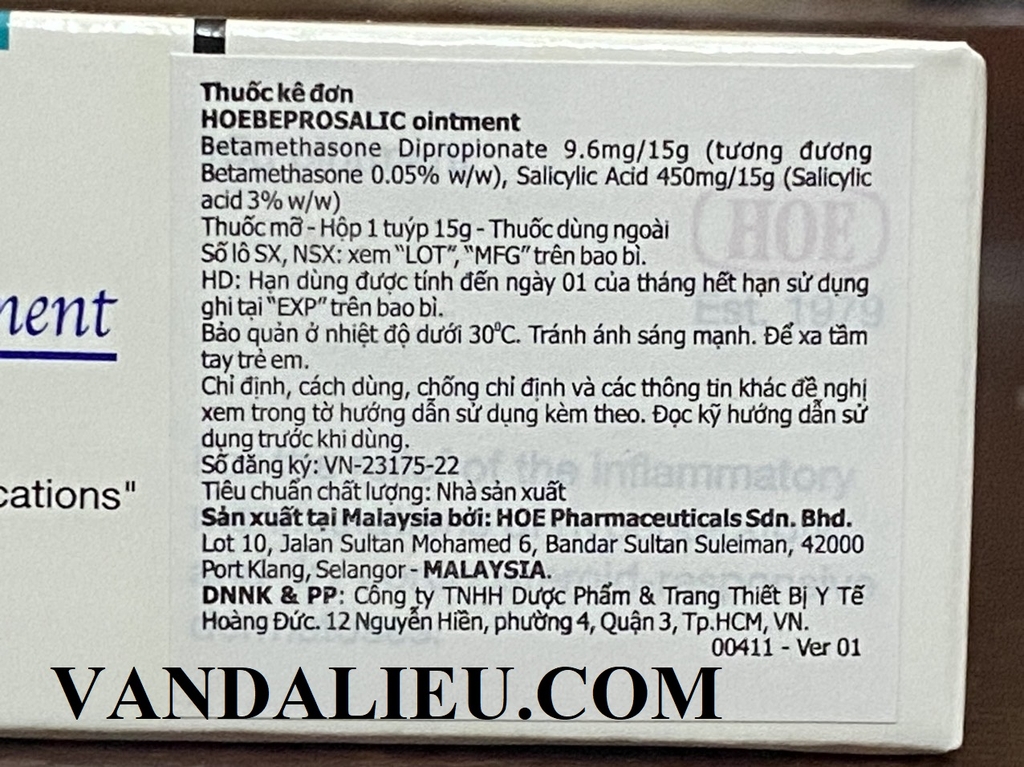 Thuốc kê đơn
HOEBEPROSALIC ointment
Betamethasone Dipropionate 9.6mg/15g (tương đương
Betamethasone 0.05% w/w), Salicylic Acid 450mg/15g (Salicylic
acid 3% w/w)
Thuốc mỡ - Hộp 1 tuýp 15g - Thuốc dùng ngoài
Số lô SX, NSX: xem "LOT", "MFG" trên bao bì.
HD: Hạn dùng được tính đến ngày 01 của tháng hết hạn sử dụng
ghi tại "EXP" trên bao bì.
Bảo quản ở nhiệt độ dưới 30⁰C. Tránh ánh sáng mạnh. Để xa tầm
tay trẻ em.
Chỉ định, cách dùng, chống chỉ định và các thông tin khác đề nghị
xem trong tờ hướng dẫn sử dụng kèm theo. Đọc kỹ hướng dẫn sử
dụng trước khi dùng.
Số đăng ký: VN-23175-22
Tiêu chuẩn chất lượng: Nhà sản xuất
Sản xuất tại Malaysia bởi: HOE Pharmaceuticals Sdn. Bhd.
Lot 10, Jalan Sultan Mohamed 6, Bandar Sultan Suleiman, 42000
Port Klang, Selangor - MALAYSIA.
DNNK & PP: Công ty TNHH Dược Phẩm & Trang Thiết Bị Y Tế
Hoàng Đức. 12 Nguyễn Hiền, phường 4, Quận 3, Tp.HCM, VN.
00411 - Ver 01
HOE
Est. 1979
of the inflammatory
ment
cations"
VANDALIEU.COM